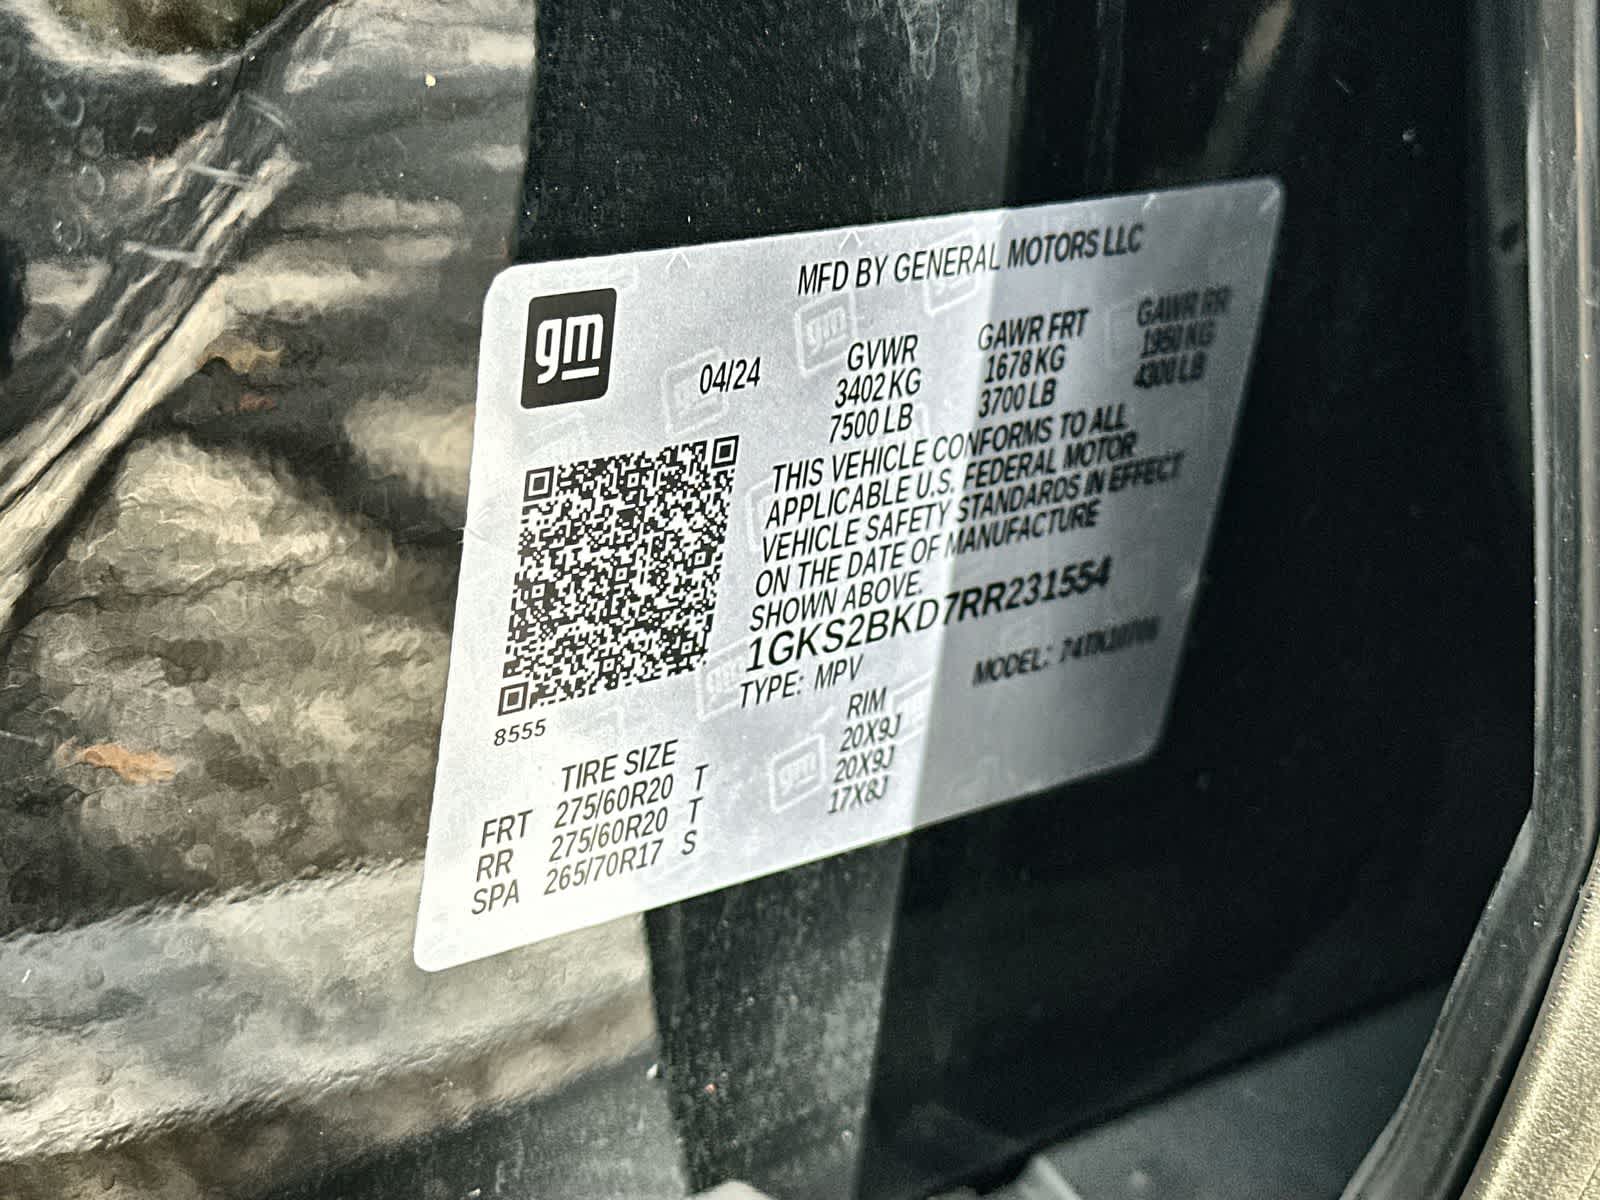 MFD BY GENERAL MOTORS LLC
gm
04/24
GVWR GAWR FRT GAWR RR
3402 KG 1678 KG 1950 KG
7500 LB 3700 LB 4300 LB
THIS VEHICLE CONFORMS TO ALL
APPLICABLE U.S. FEDERAL MOTOR
VEHICLE SAFETY STANDARDS IN EFFECT
ON THE DATE OF MANUFACTURE
SHOWN ABOVE.
1GKS2BKD7RR231554
TYPE: MPV MODEL:
8555
TIRE SIZE RIM
FRT 275/60R20 T 20X9J
RR 275/60R20 T 20X9J
SPA 265/70R17 S 17X8J